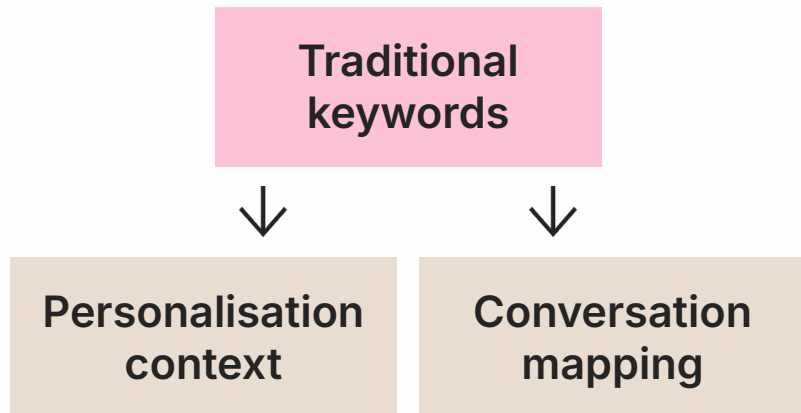 Traditional
keywords
Personalisation
context
Conversation
mapping